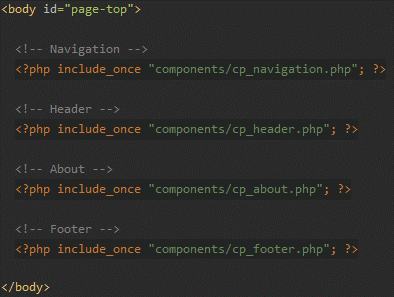 <body id="page-top">
<!-- Navigation -->
<?php include_once "components/cp_navigation.php"; ?>
<!-- Header -->
<?php include_once "components/cp_header.php"; ?>
<!-- About -->
<?php include_once "components/cp_about.php"; ?>
<!-- Footer -->
<?php include_once "components/cp_footer.php"; ?>
</body>